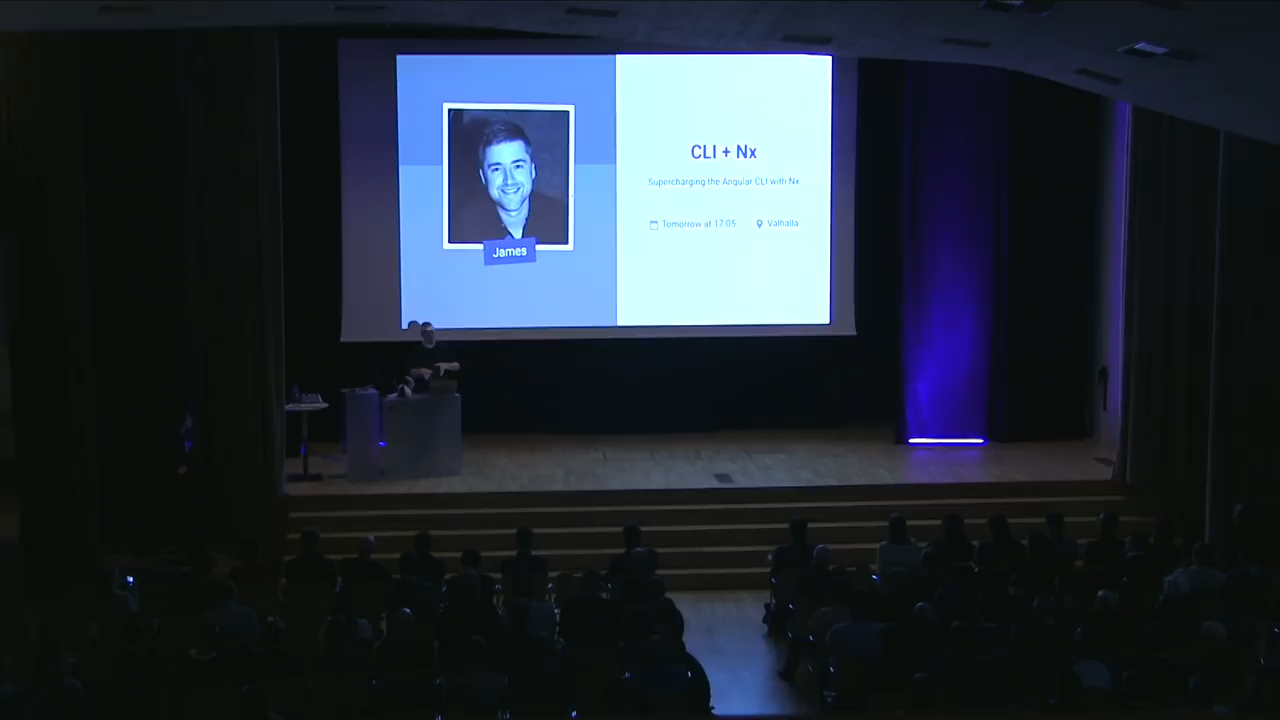 CLI + Nx
Supercharging the Angular CLI with Nx
Tomorrow at 17:05 Valhalla
James